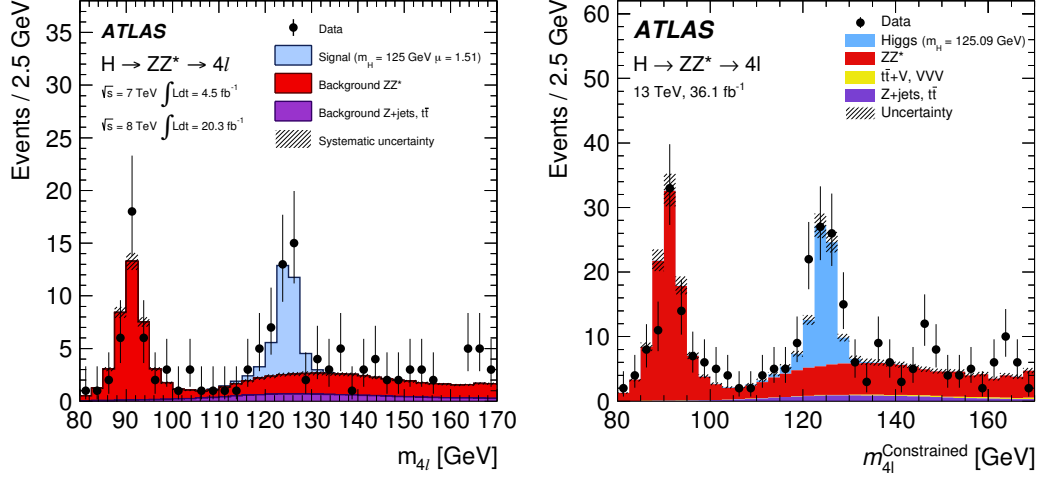 ATLAS
H → ZZ* → 4l
√s = 7 TeV ∫Ldt = 4.5 fb⁻¹
√s = 8 TeV ∫Ldt = 20.3 fb⁻¹
Data
Signal (m_H = 125 GeV μ = 1.51)
Background ZZ*
Background Z+jets, tt̄
Systematic uncertainty
Events / 2.5 GeV
35
30
25
20
15
10
5
0
80 90 100 110 120 130 140 150 160 170
m_4l [GeV]
ATLAS
H → ZZ* → 4l
13 TeV, 36.1 fb⁻¹
Data
Higgs (m_H = 125.09 GeV)
ZZ*
tt̄+V, VVV
Z+jets, tt̄
Uncertainty
Events / 2.5 GeV
60
50
40
30
20
10
0
80 100 120 140 160
m_4l^Constrained [GeV]